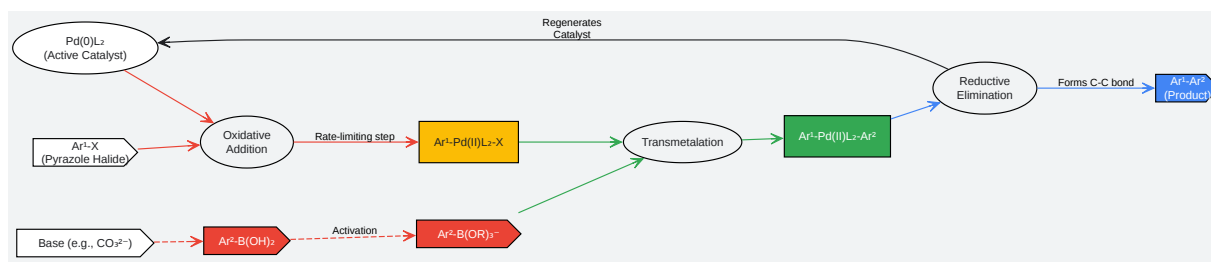 Regenerates
Catalyst
Pd(0)L₂
(Active Catalyst)
Reductive
Elimination
Forms C-C bond
Ar¹-Ar²
(Product)
Oxidative
Addition
Rate-limiting step
Ar¹-Pd(II)L₂-X
Transmetalation
Ar¹-Pd(II)L₂-Ar²
Ar¹-X
(Pyrazole Halide)
Base (e.g., CO₃²⁻)
Ar²-B(OH)₂
Activation
Ar²-B(OR)₃⁻